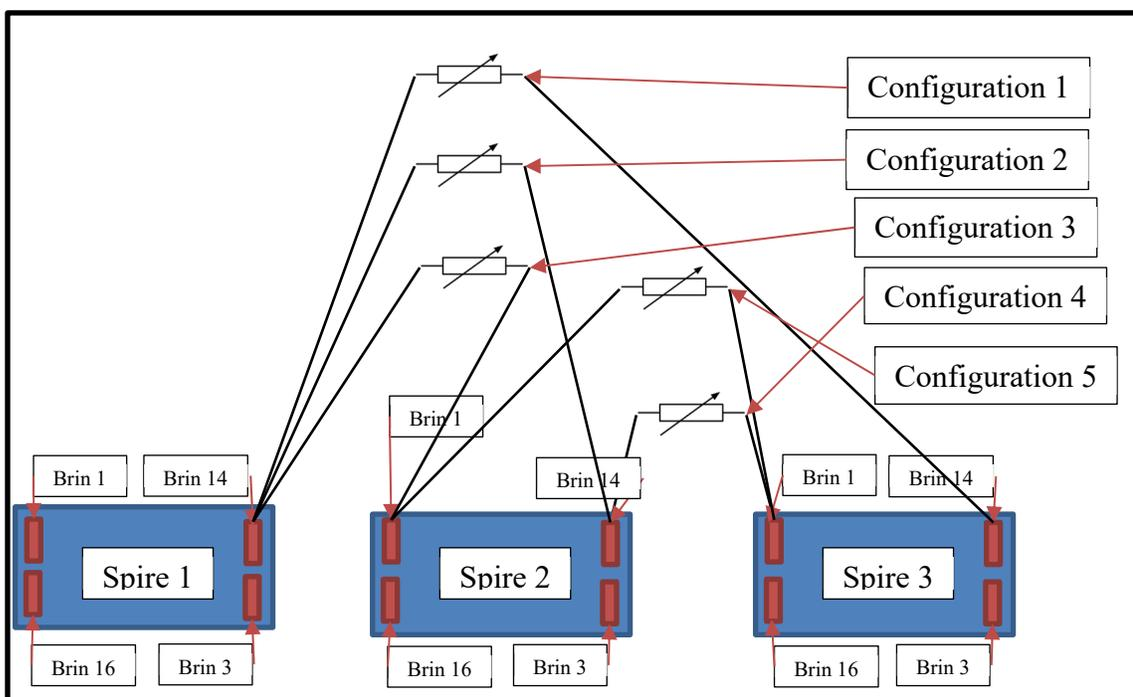 Configuration 1
Configuration 2
Configuration 3
Configuration 4
Configuration 5
Brin 1
Brin 14
Brin 1
Brin 14
Brin 1
Brin 14
Spire 1
Spire 2
Spire 3
Brin 16
Brin 3
Brin 16
Brin 3
Brin 16
Brin 3